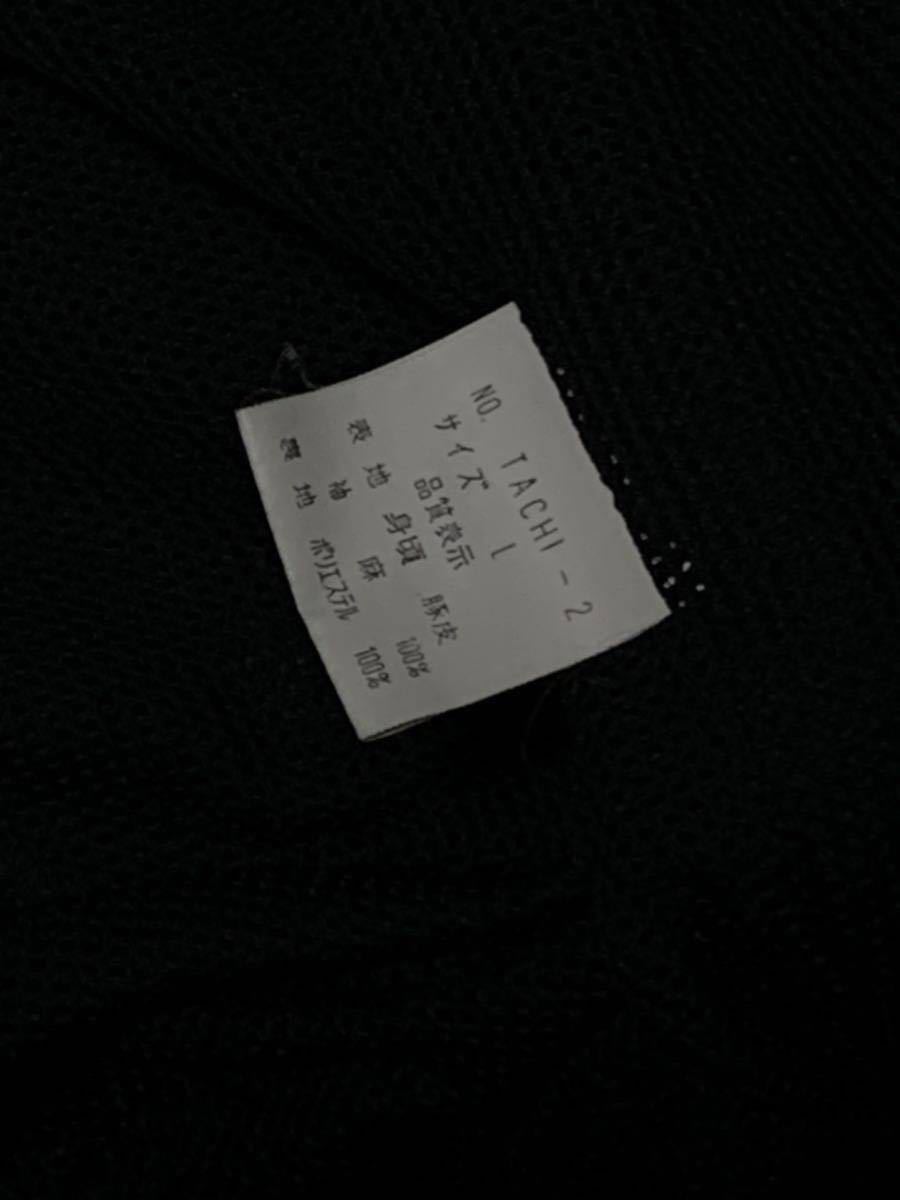 NO. TACHI-2
サイズ L
品質表示
表地 身頃 豚皮
袖 麻 100%
裏地 ポリエステル 100%